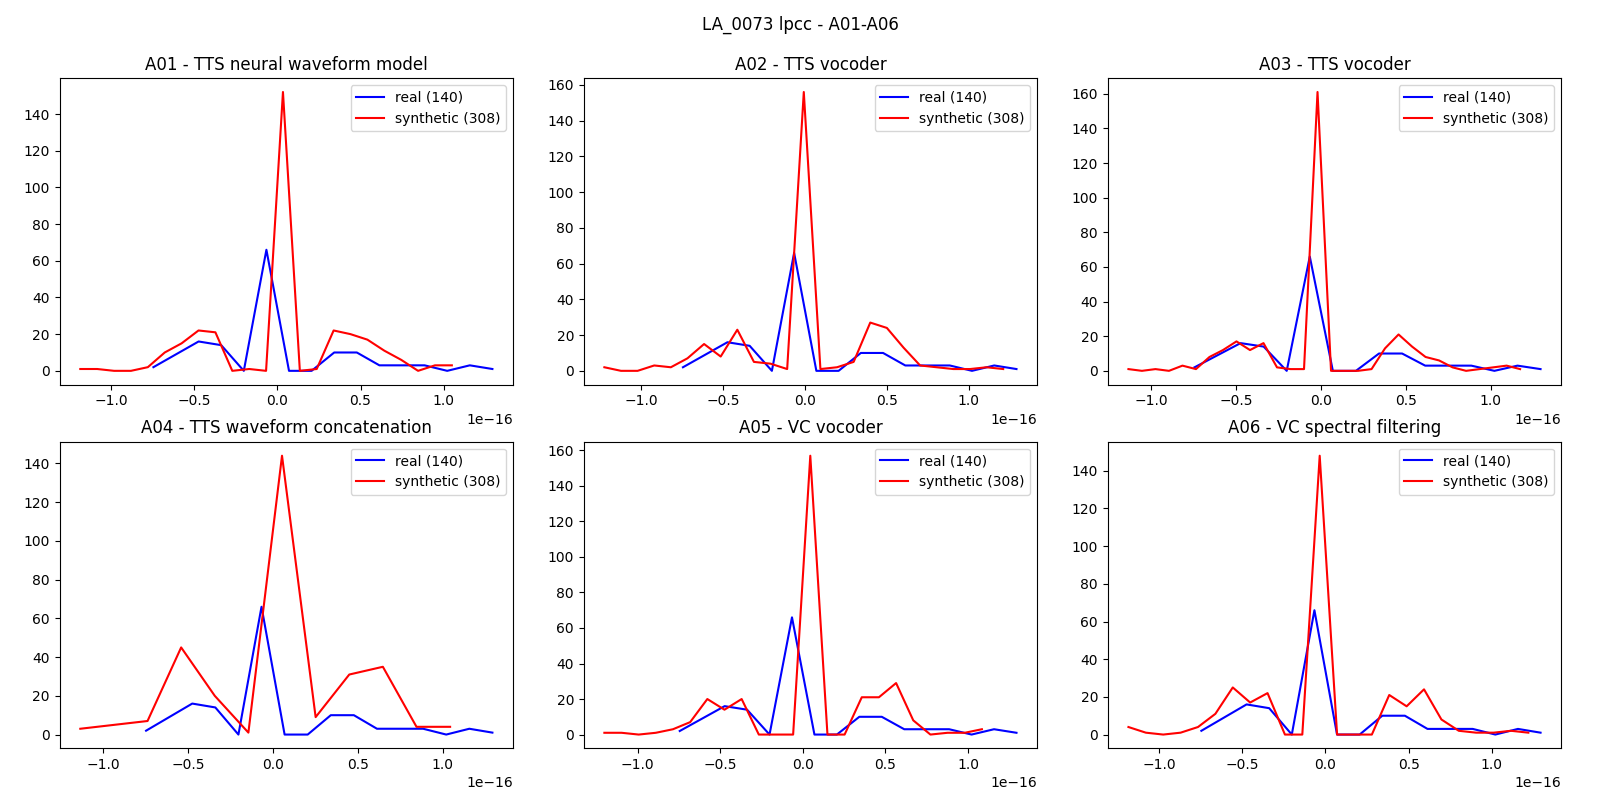 LA_0073 lpcc - A01-A06
A01 - TTS neural waveform model
real (140)
synthetic (308)
0
20
40
60
80
100
120
140
−1.0 −0.5 0.0 0.5 1.0
1e−16
A02 - TTS vocoder
real (140)
synthetic (308)
0
20
40
60
80
100
120
140
160
−1.0 −0.5 0.0 0.5 1.0
1e−16
A03 - TTS vocoder
real (140)
synthetic (308)
0
20
40
60
80
100
120
140
160
−1.0 −0.5 0.0 0.5 1.0
1e−16
A04 - TTS waveform concatenation
real (140)
synthetic (308)
0
20
40
60
80
100
120
140
−1.0 −0.5 0.0 0.5 1.0
1e−16
A05 - VC vocoder
real (140)
synthetic (308)
0
20
40
60
80
100
120
140
160
−1.0 −0.5 0.0 0.5 1.0
1e−16
A06 - VC spectral filtering
real (140)
synthetic (308)
0
20
40
60
80
100
120
140
−1.0 −0.5 0.0 0.5 1.0
1e−16